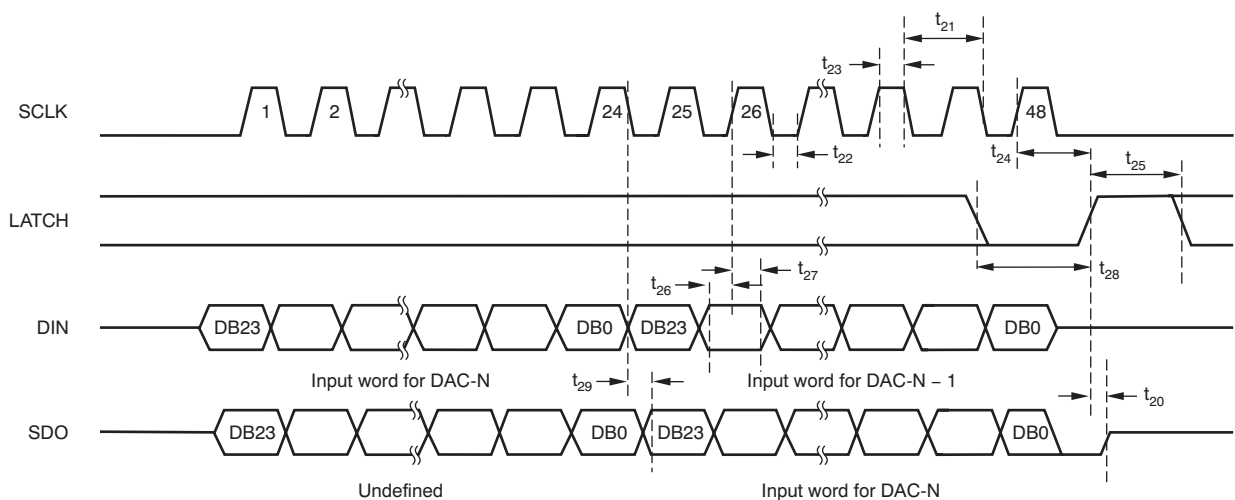 t21
t23
SCLK
1
2
24
25
26
48
t22
t24
t25
LATCH
t28
t27
t26
DIN
DB23
DB0
DB23
DB0
Input word for DAC-N
t29
Input word for DAC-N – 1
t20
SDO
DB23
DB0
DB23
DB0
Undefined
Input word for DAC-N